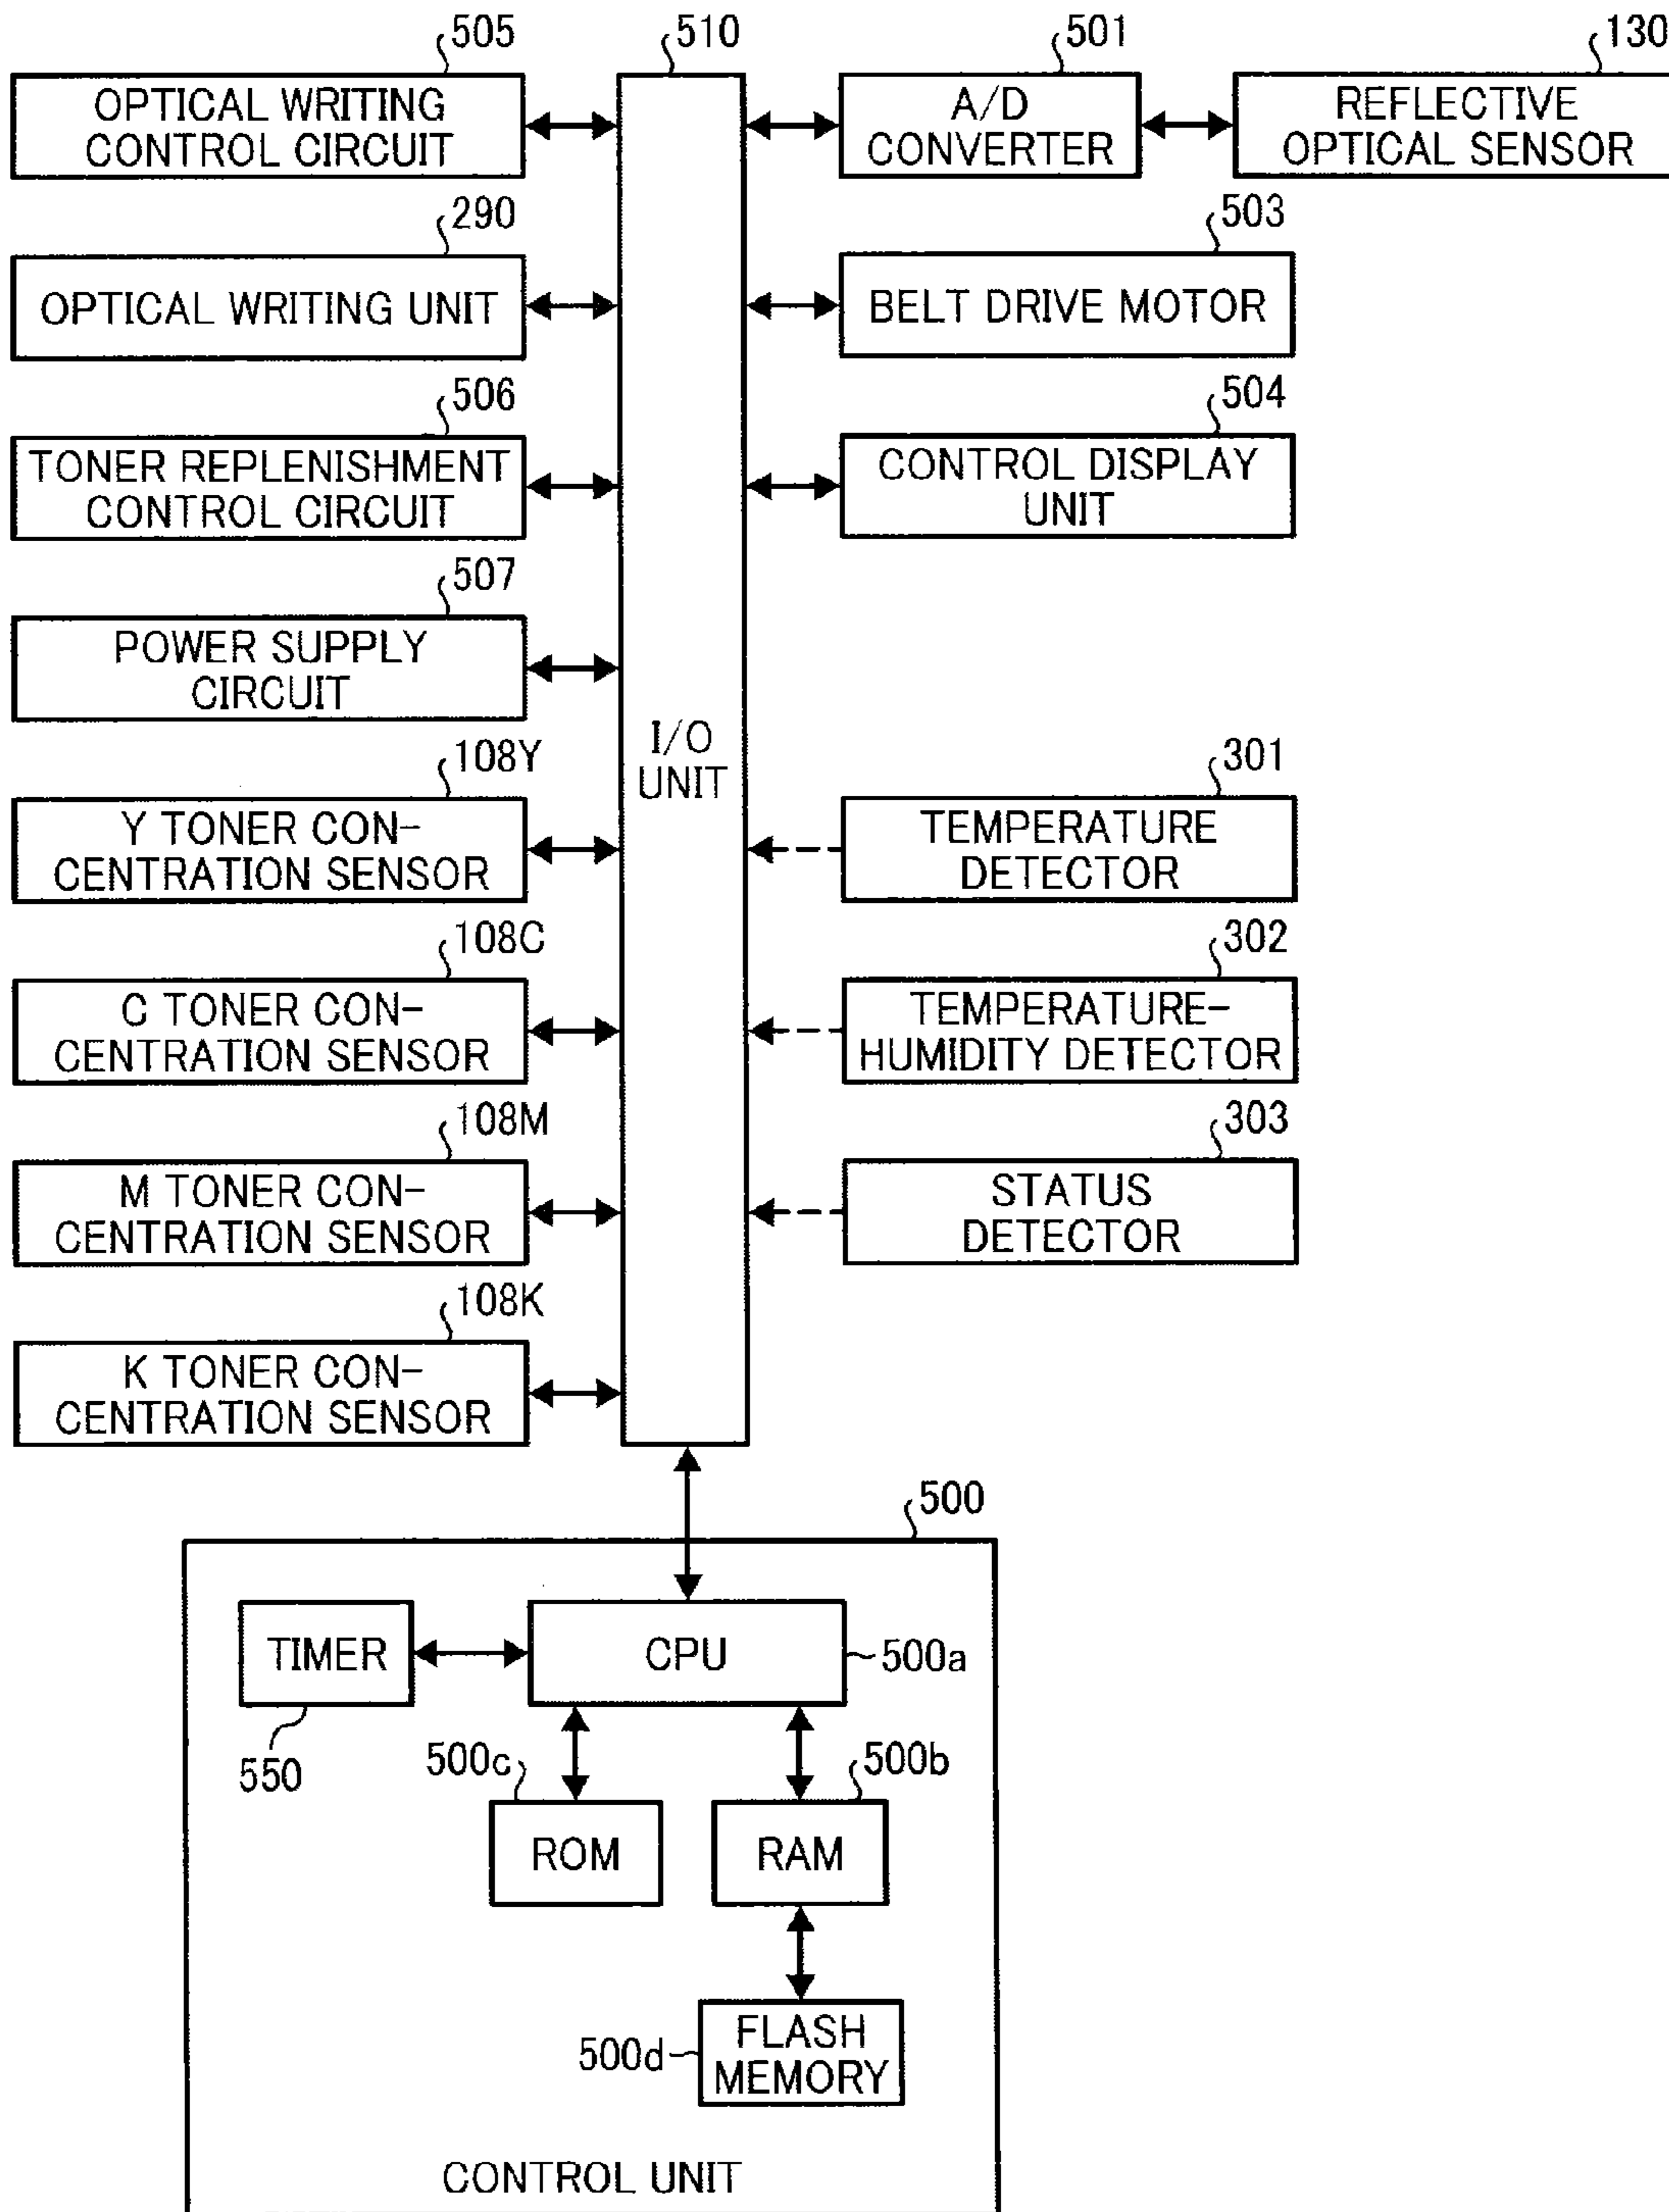 505
510
501
130
OPTICAL WRITING
CONTROL CIRCUIT
A/D
CONVERTER
REFLECTIVE
OPTICAL SENSOR
290
503
OPTICAL WRITING UNIT
BELT DRIVE MOTOR
506
504
TONER REPLENISHMENT
CONTROL CIRCUIT
CONTROL DISPLAY
UNIT
507
POWER SUPPLY
CIRCUIT
I/O
UNIT
108Y
301
Y TONER CON-
CENTRATION SENSOR
TEMPERATURE
DETECTOR
108C
302
C TONER CON-
CENTRATION SENSOR
TEMPERATURE-
HUMIDITY DETECTOR
108M
303
M TONER CON-
CENTRATION SENSOR
STATUS
DETECTOR
108K
K TONER CON-
CENTRATION SENSOR
500
TIMER
CPU
500a
550
500c
500b
ROM
RAM
500d
FLASH
MEMORY
CONTROL UNIT